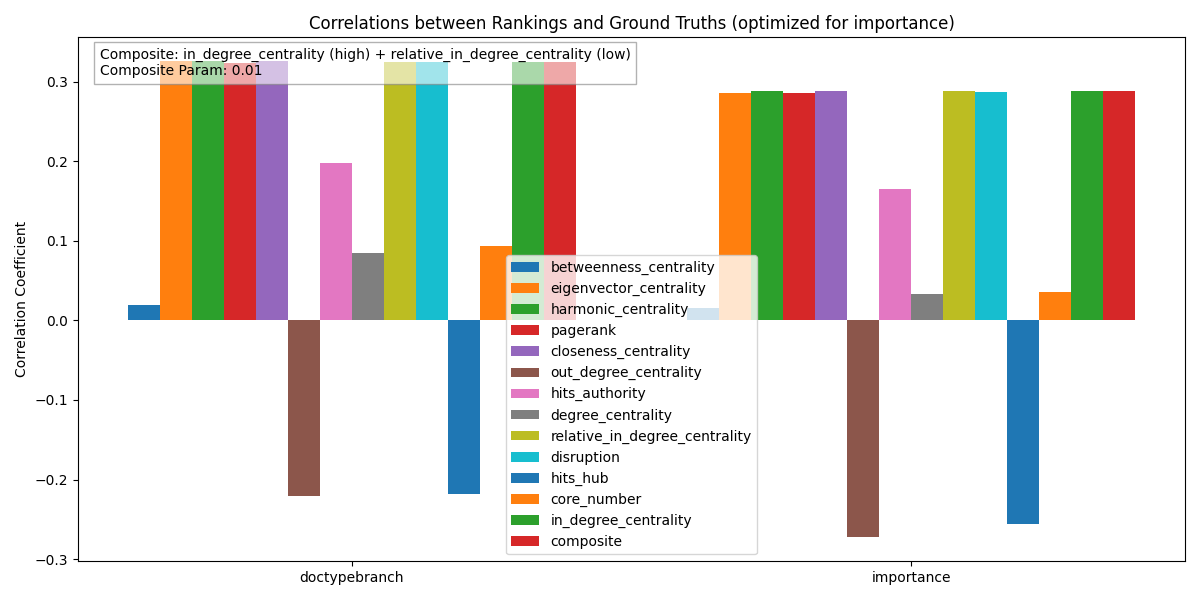 Correlations between Rankings and Ground Truths (optimized for importance)
Composite: in_degree_centrality (high) + relative_in_degree_centrality (low)
Composite Param: 0.01
Correlation Coefficient
0.3
0.2
0.1
0.0
−0.1
−0.2
−0.3
betweenness_centrality
eigenvector_centrality
harmonic_centrality
pagerank
closeness_centrality
out_degree_centrality
hits_authority
degree_centrality
relative_in_degree_centrality
disruption
hits_hub
core_number
in_degree_centrality
composite
doctypebranch
importance